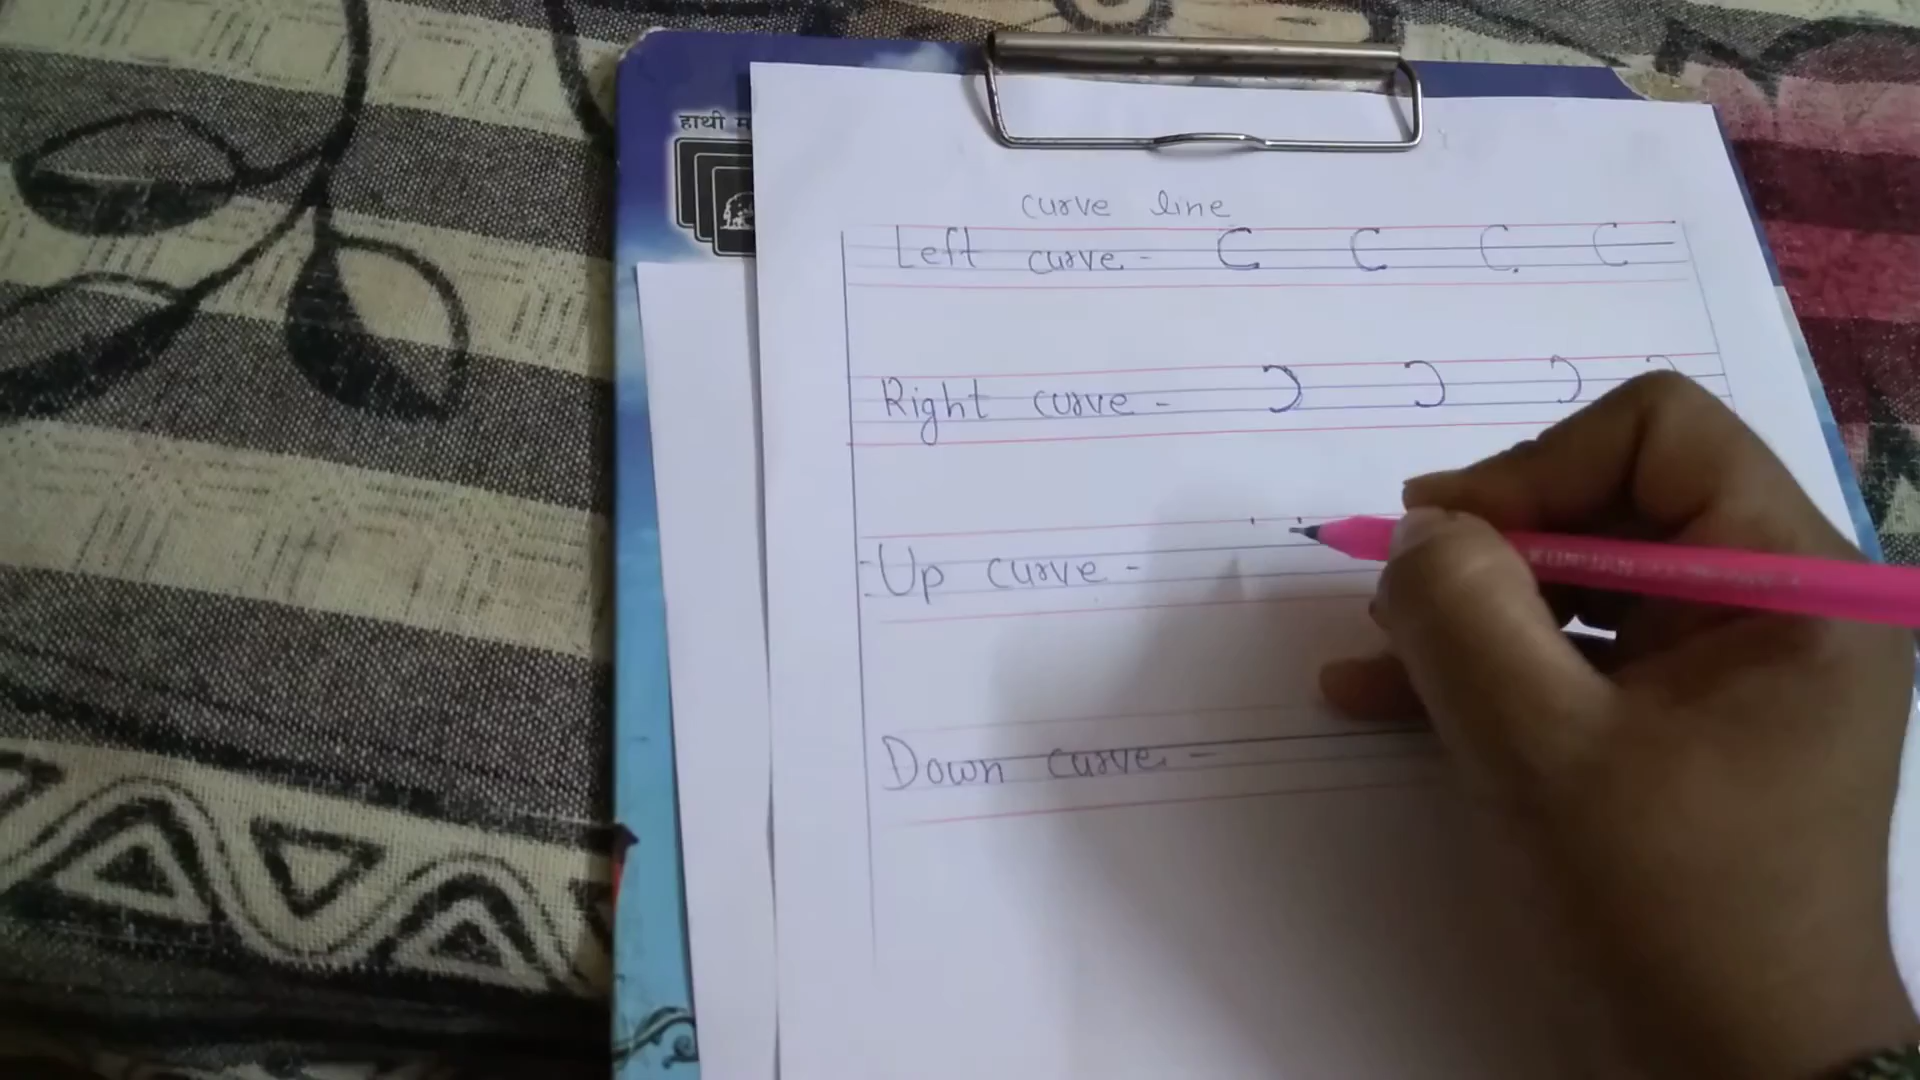 हाथी
curve line
Left curve - C C C C
Right curve -
Up curve -
Down curve -